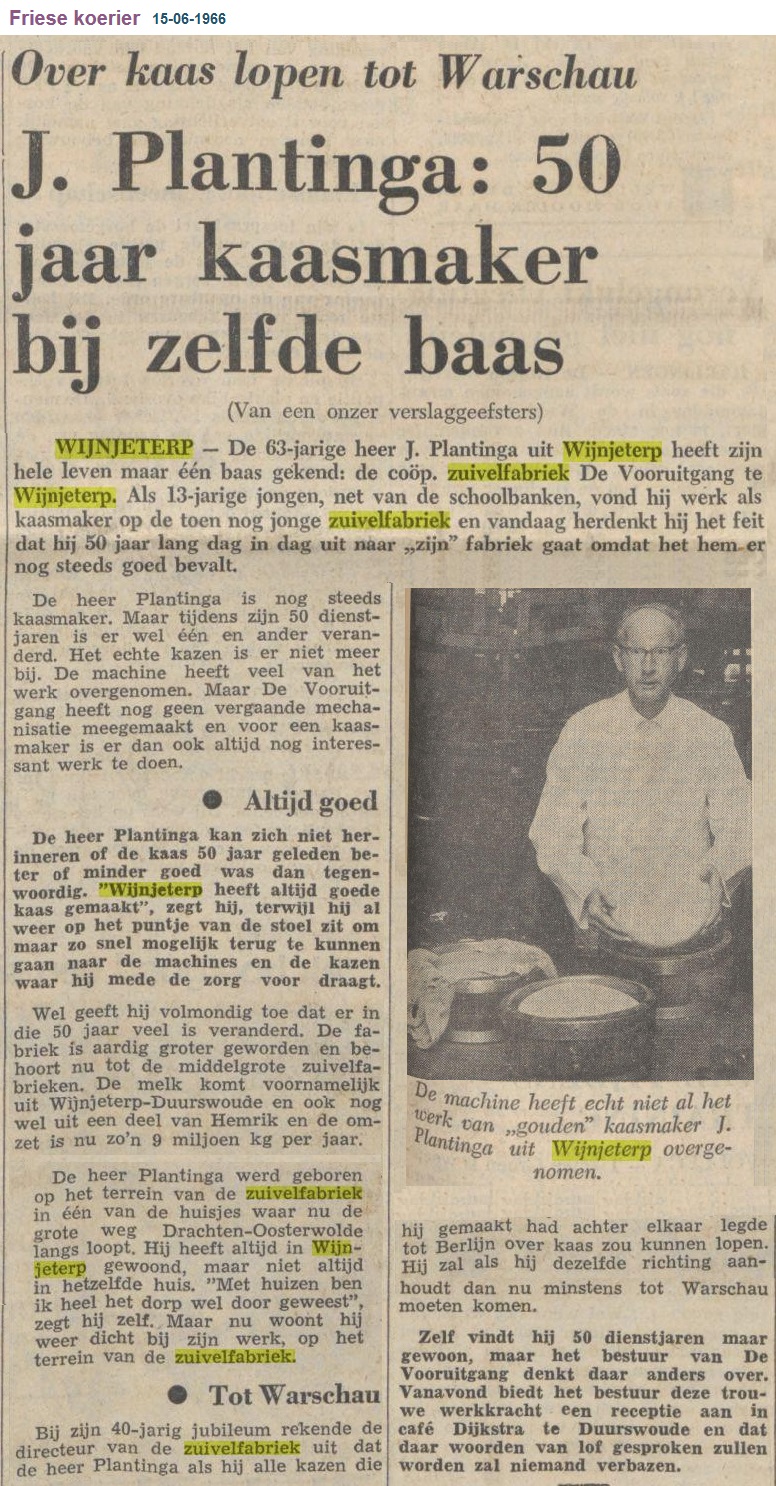 Friese koerier 15-06-1966
Over kaas lopen tot Warschau
J. Plantinga: 50
jaar kaasmaker
bij zelfde baas
(Van een onzer verslaggeefsters)
WIJNJETERP — De 63-jarige heer J. Plantinga uit Wijnjeterp heeft zijn
hele leven maar één baas gekend: de coöp. zuivelfabriek De Vooruitgang te
Wijnjeterp. Als 13-jarige jongen, net van de schoolbanken, vond hij werk als
kaasmaker op de toen nog jonge zuivelfabriek en vandaag herdenkt hij het feit
dat hij 50 jaar lang dag in dag uit naar „zijn” fabriek gaat omdat het hem er
nog steeds goed bevalt.
De heer Plantinga is nog steeds
kaasmaker. Maar tijdens zijn 50 dienst-
jaren is er wel één en ander veran-
derd. Het echte kazen is er niet meer
bij. De machine heeft veel van het
werk overgenomen. Maar De Vooruit-
gang heeft nog geen vergaande mecha-
nisatie meegemaakt en voor een kaas-
maker is er dan ook altijd nog interes-
sant werk te doen.
● Altijd goed
De heer Plantinga kan zich niet her-
inneren of de kaas 50 jaar geleden be-
ter of minder goed was dan tegen-
woordig. "Wijnjeterp heeft altijd goede
kaas gemaakt", zegt hij, terwijl hij al
weer op het puntje van de stoel zit om
maar zo snel mogelijk terug te kunnen
gaan naar de machines en de kazen
waar hij mede de zorg voor draagt.
Wel geeft hij volmondig toe dat er in
die 50 jaar veel is veranderd. De fa-
briek is aardig groter geworden en be-
hoort nu tot de middelgrote zuivelfa-
brieken. De melk komt voornamelijk
uit Wijnjeterp-Duurswoude en ook nog
wel uit een deel van Hemrik en de om-
zet is nu zo'n 9 miljoen kg per jaar.
De heer Plantinga werd geboren
op het terrein van de zuivelfabriek
in één van de huisjes waar nu de
grote weg Drachten-Oosterwolde
langs loopt. Hij heeft altijd in Wijn-
jeterp gewoond, maar niet altijd
in hetzelfde huis. "Met huizen ben
ik heel het dorp wel door geweest",
zegt hij zelf. Maar nu woont hij
weer dicht bij zijn werk, op het
terrein van de zuivelfabriek.
● Tot Warschau
Bij zijn 40-jarig jubileum rekende de
directeur van de zuivelfabriek uit dat
de heer Plantinga als hij alle kazen die
De machine heeft echt niet al het
werk van „gouden” kaasmaker J.
Plantinga uit Wijnjeterp overge-
nomen.
hij gemaakt had achter elkaar legde
tot Berlijn over kaas zou kunnen lopen.
Hij zal als hij dezelfde richting aan-
houdt dan nu minstens tot Warschau
moeten komen.
Zelf vindt hij 50 dienstjaren maar
gewoon, maar het bestuur van De
Vooruitgang denkt daar anders over.
Vanavond biedt het bestuur deze trou-
we werkkracht een receptie aan in
café Dijkstra te Duurswoude en dat
daar woorden van lof gesproken zullen
worden zal niemand verbazen.